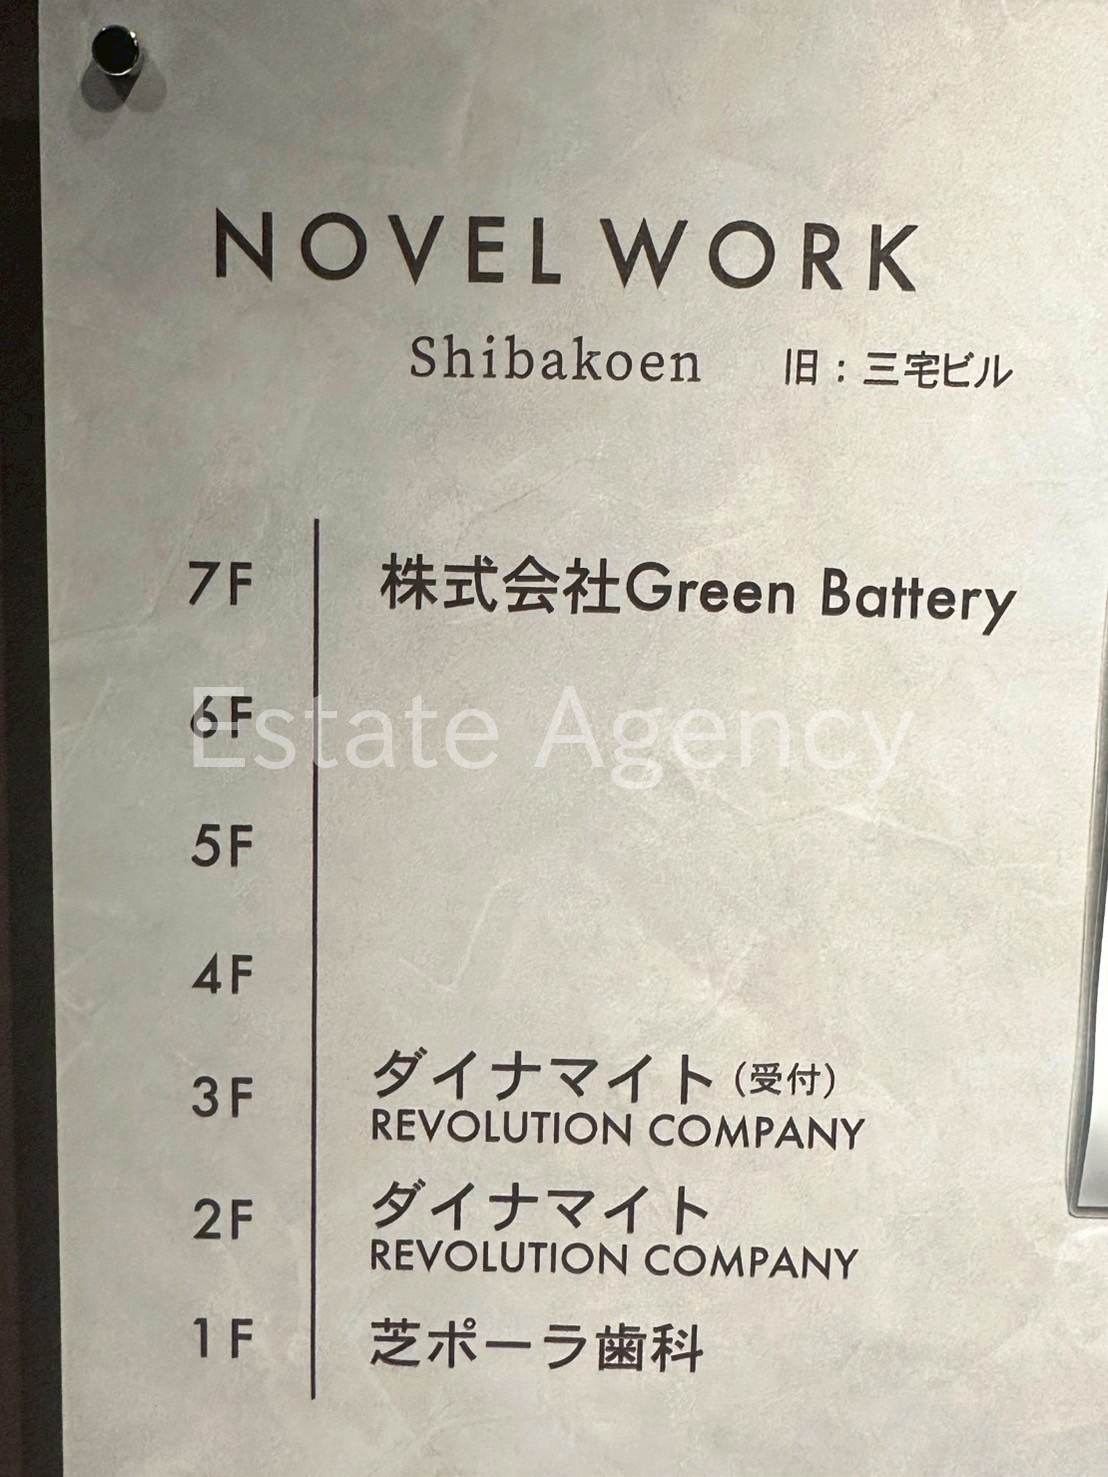 NOVEL WORK
Shibakoen 旧：三宅ビル
7F 株式会社Green Battery
6F
Estate Agency
5F
4F
3F ダイナマイト（受付）
REVOLUTION COMPANY
2F ダイナマイト
REVOLUTION COMPANY
1F 芝ポーラ歯科